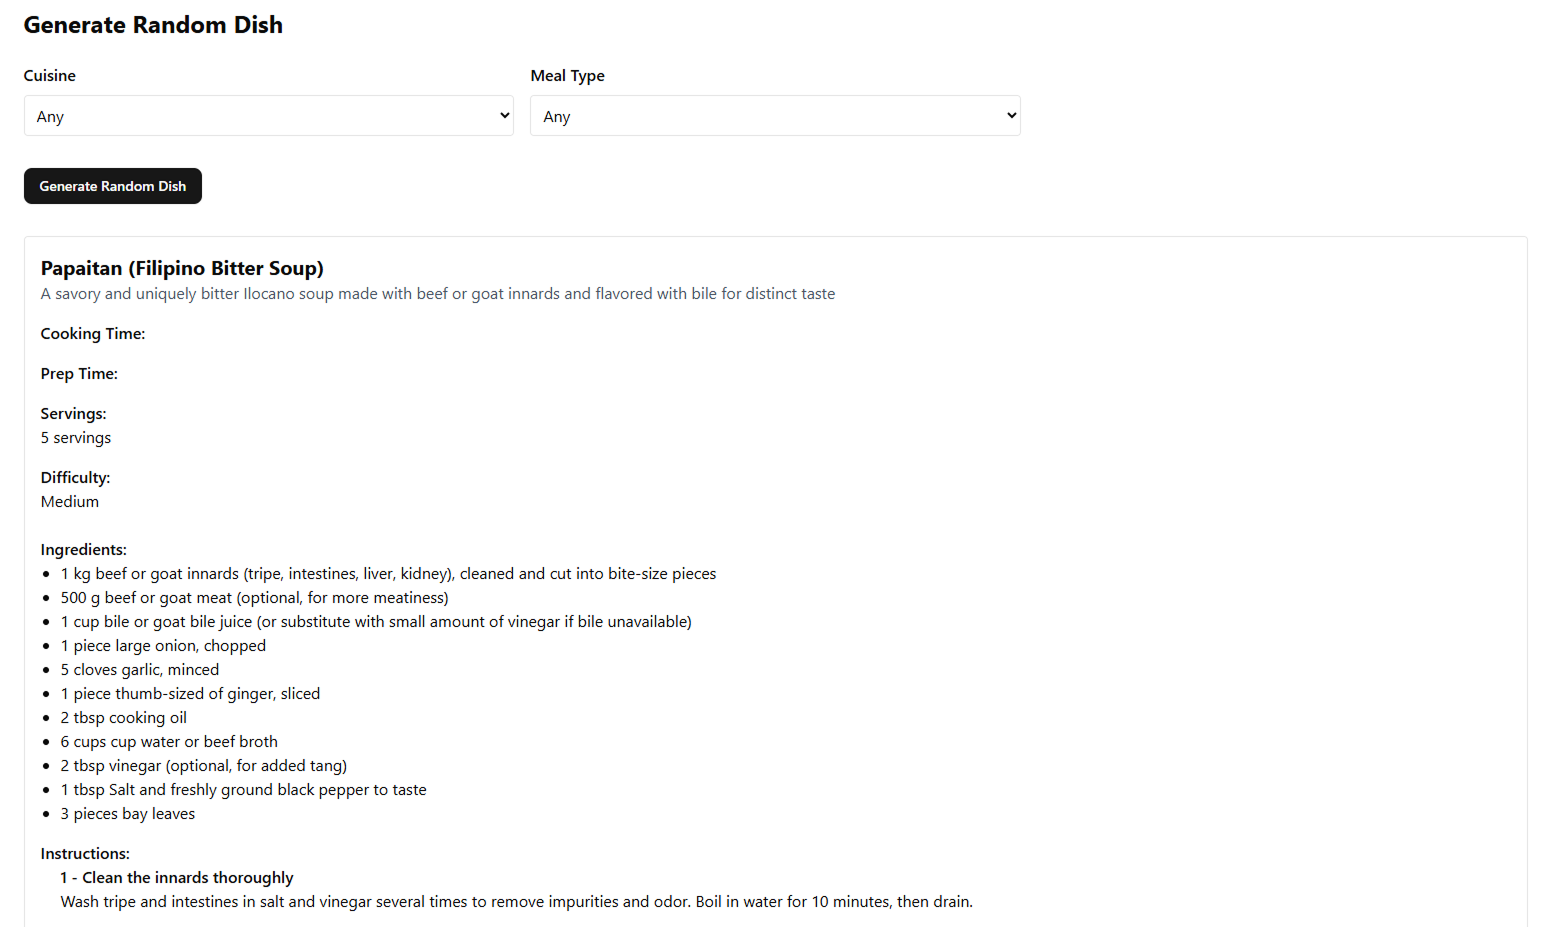 Generate Random Dish
Cuisine
Meal Type
Any
Any
Generate Random Dish
Papaitan (Filipino Bitter Soup)
A savory and uniquely bitter Ilocano soup made with beef or goat innards and flavored with bile for distinct taste
Cooking Time:
Prep Time:
Servings:
5 servings
Difficulty:
Medium
Ingredients:
• 1 kg beef or goat innards (tripe, intestines, liver, kidney), cleaned and cut into bite-size pieces
• 500 g beef or goat meat (optional, for more meatiness)
• 1 cup bile or goat bile juice (or substitute with small amount of vinegar if bile unavailable)
• 1 piece large onion, chopped
• 5 cloves garlic, minced
• 1 piece thumb-sized of ginger, sliced
• 2 tbsp cooking oil
• 6 cups cup water or beef broth
• 2 tbsp vinegar (optional, for added tang)
• 1 tbsp Salt and freshly ground black pepper to taste
• 3 pieces bay leaves
Instructions:
1 - Clean the innards thoroughly
Wash tripe and intestines in salt and vinegar several times to remove impurities and odor. Boil in water for 10 minutes, then drain.